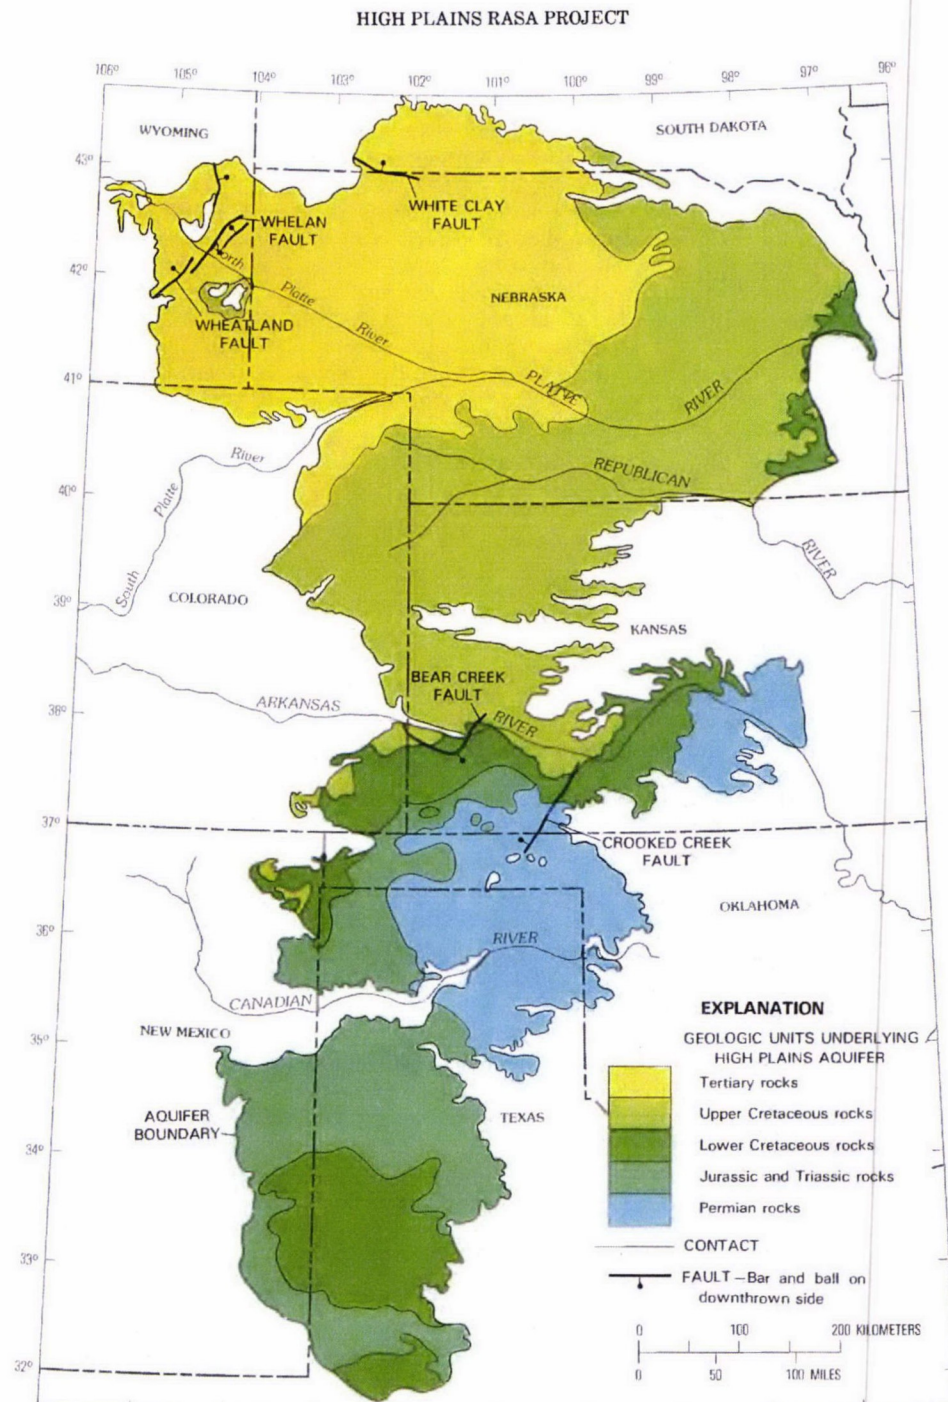 HIGH PLAINS RASA PROJECT
106° 105° 104° 103° 102° 101° 100° 99° 98° 97° 96°
WYOMING
SOUTH DAKOTA
43°
WHITE CLAY
FAULT
WHELAN
FAULT
42°
North Platte River
NEBRASKA
WHEATLAND
FAULT
41°
PLATTE RIVER
South Platte River
REPUBLICAN RIVER
40°
39°
COLORADO
KANSAS
BEAR CREEK
FAULT
38°
ARKANSAS RIVER
37°
CROOKED CREEK
FAULT
OKLAHOMA
36°
CANADIAN RIVER
NEW MEXICO
35°
AQUIFER
BOUNDARY
TEXAS
34°
33°
32°
EXPLANATION
GEOLOGIC UNITS UNDERLYING
HIGH PLAINS AQUIFER
Tertiary rocks
Upper Cretaceous rocks
Lower Cretaceous rocks
Jurassic and Triassic rocks
Permian rocks
CONTACT
FAULT—Bar and ball on
downthrown side
0 100 200 KILOMETERS
0 50 100 MILES